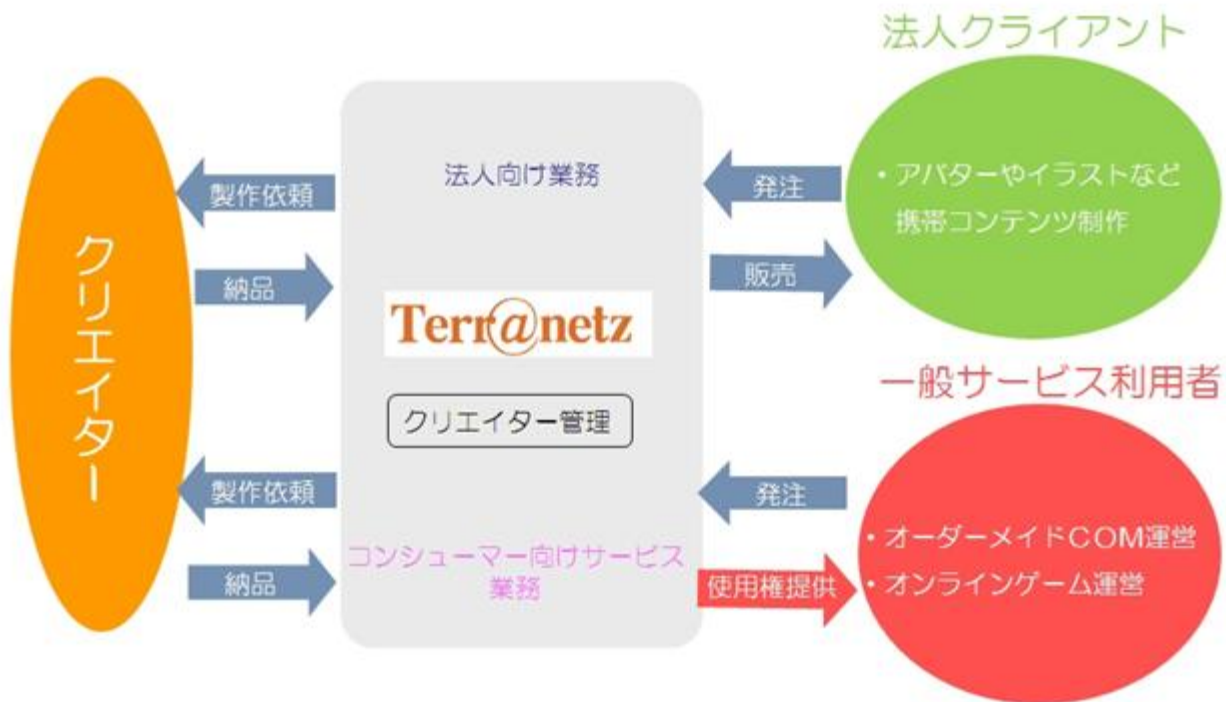 法人クライアント
・アバターやイラストなど
携帯コンテンツ制作
法人向け業務
製作依頼
発注
納品
販売
クリエイター
Terr@netz
クリエイター管理
一般サービス利用者
製作依頼
発注
・オーダーメイドCOM運営
・オンラインゲーム運営
コンシューマー向けサービス
業務
納品
使用権提供